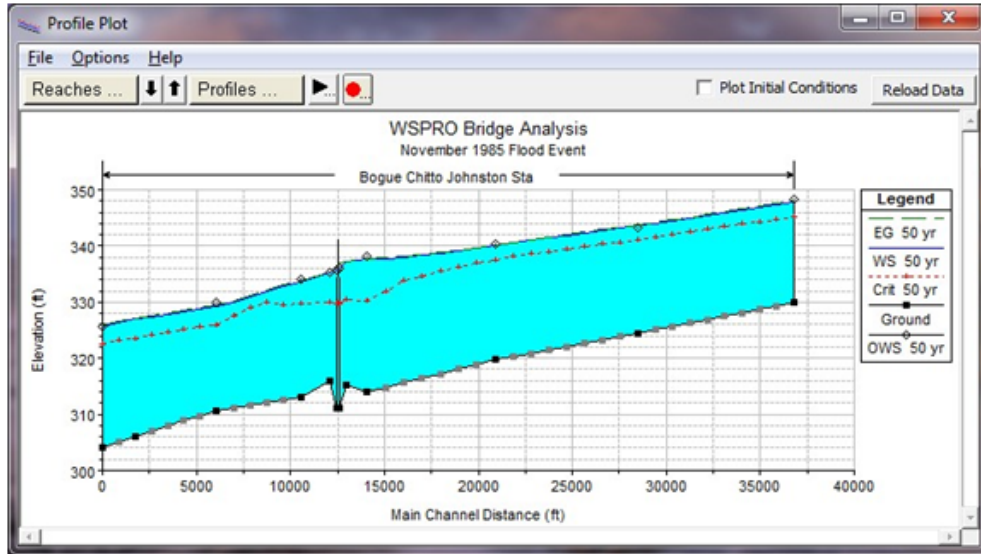 Profile Plot
File Options Help
Reaches ... Profiles ... ... ... Plot Initial Conditions Reload Data
WSPRO Bridge Analysis
November 1985 Flood Event
Bogue Chitto Johnston Sta
350
340
330
320
310
300
Elevation (ft)
0 5000 10000 15000 20000 25000 30000 35000 40000
Main Channel Distance (ft)
Legend
EG 50 yr
WS 50 yr
Crit 50 yr
Ground
OWS 50 yr